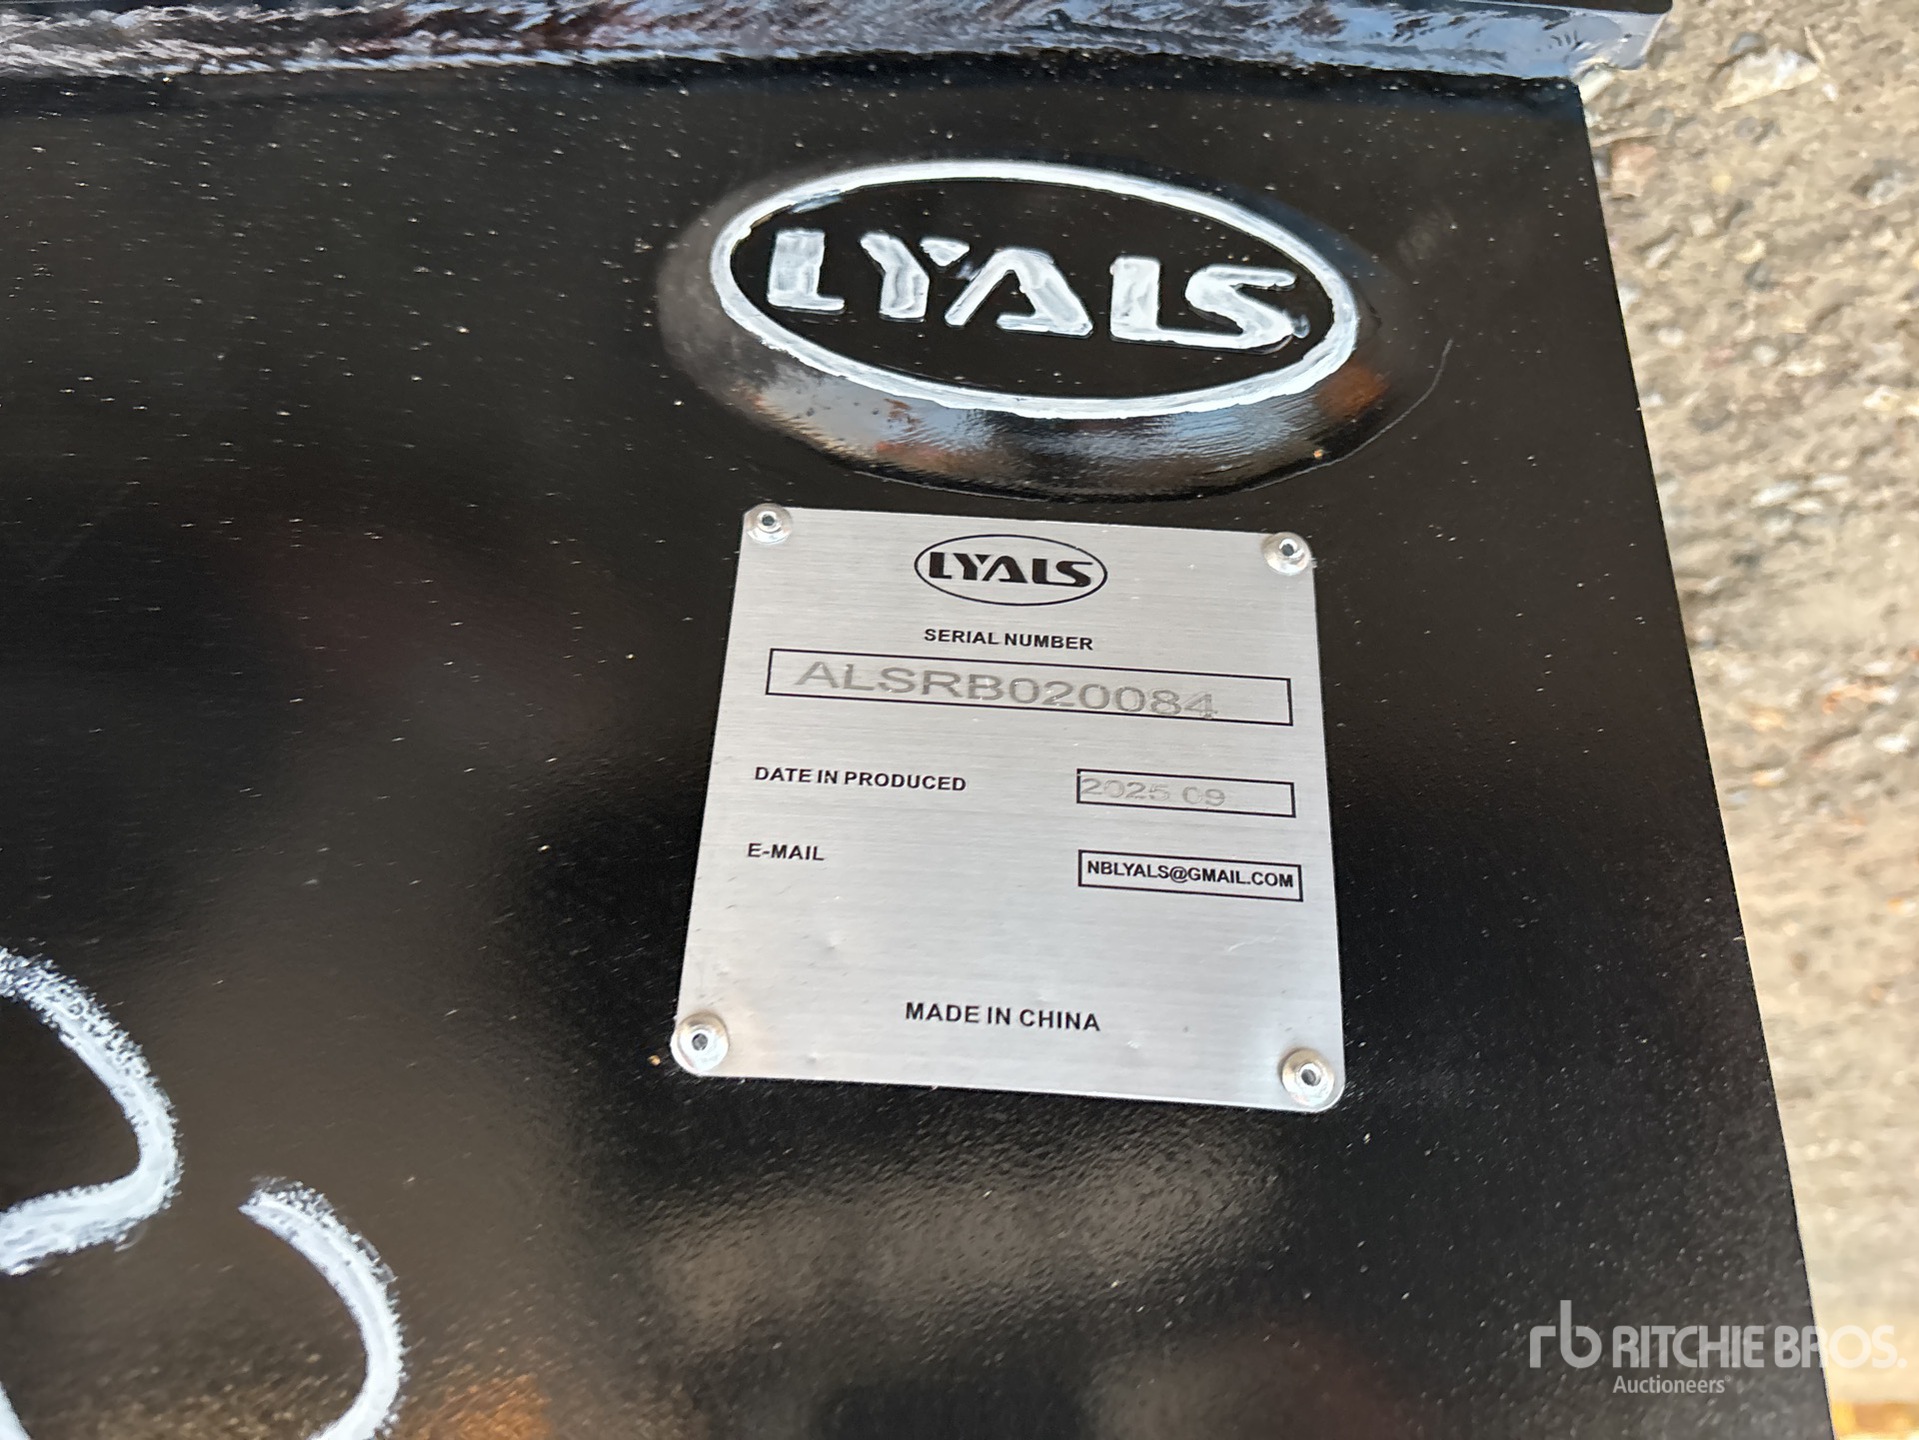 LYALS
LYALS
SERIAL NUMBER
ALSRB020084
DATE IN PRODUCED 2025 09
E-MAIL NBLYALS@GMAIL.COM
MADE IN CHINA
rb RITCHIE BROS.
Auctioneers